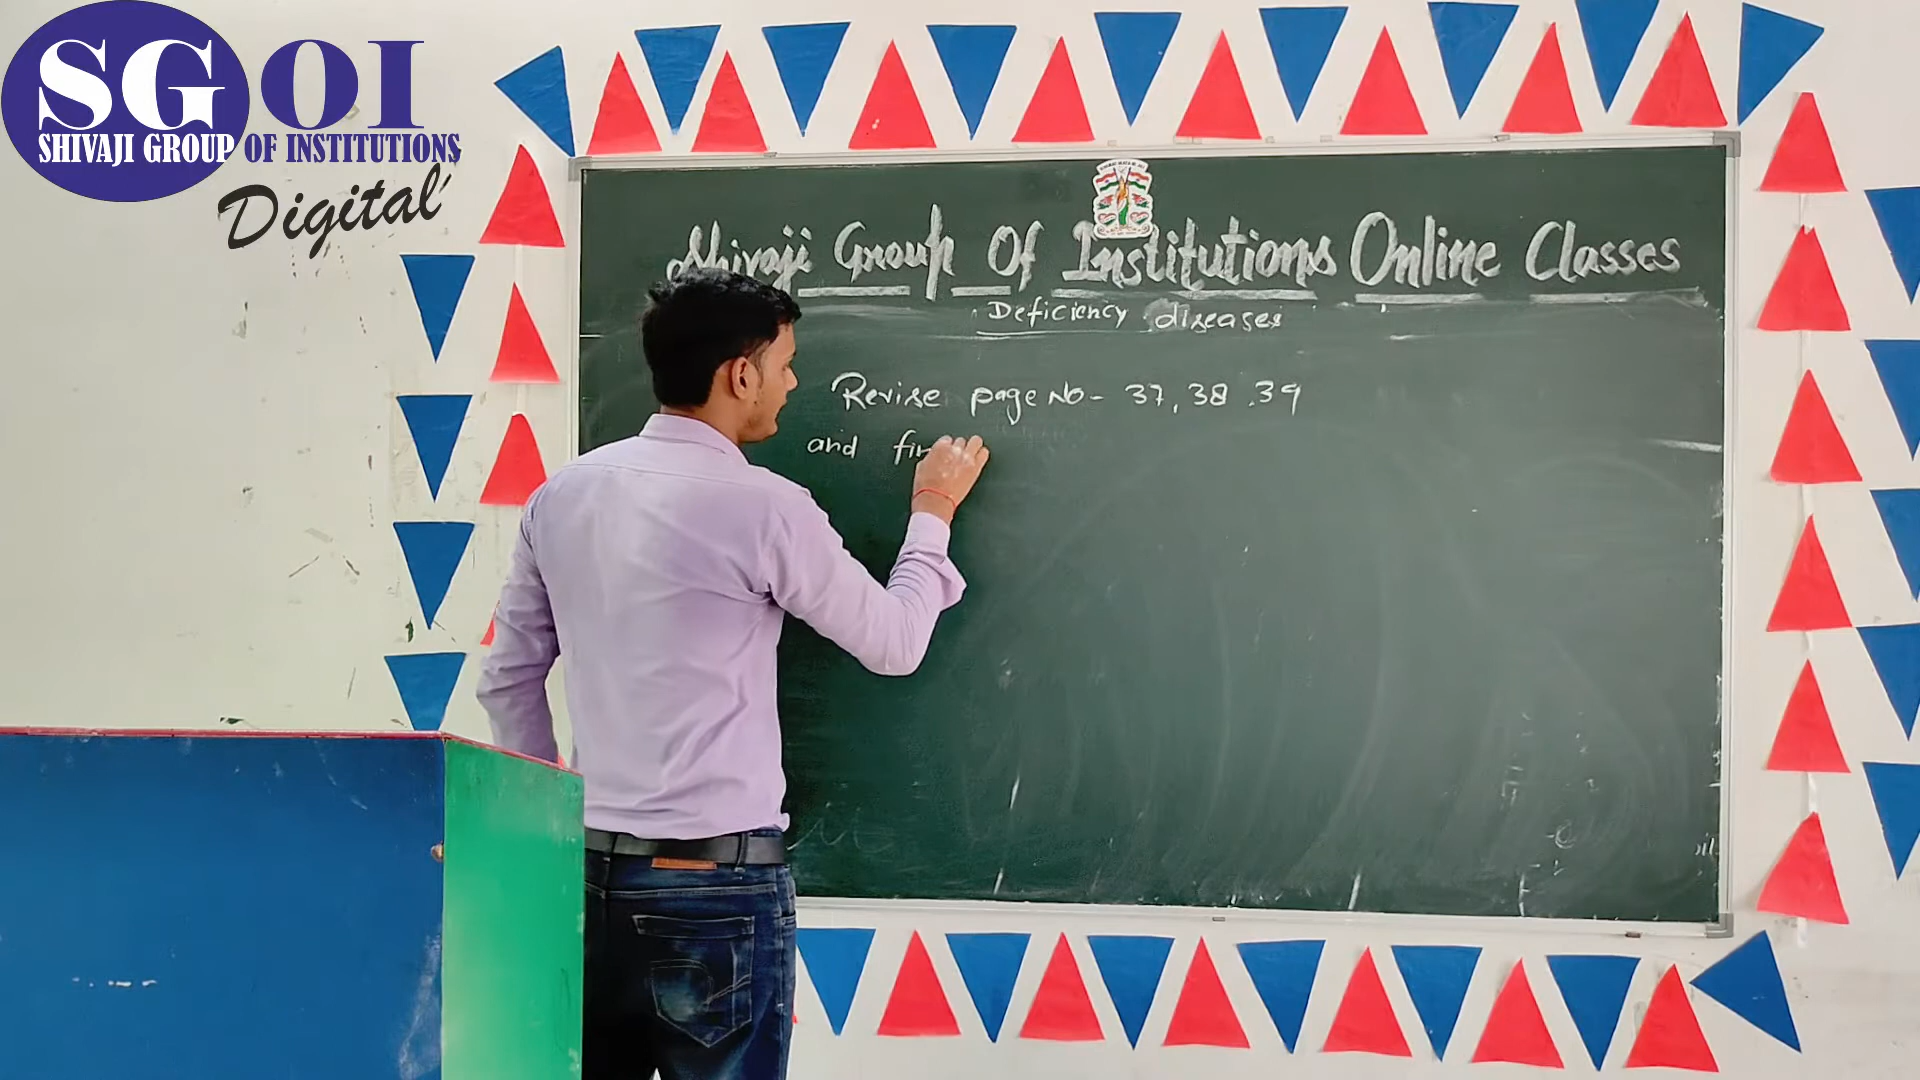 SGOI
SHIVAJI GROUP OF INSTITUTIONS
Digital
Shivaji Group Of Institutions Online Classes
Deficiency diseases
Revise page No- 37, 38, 39
and